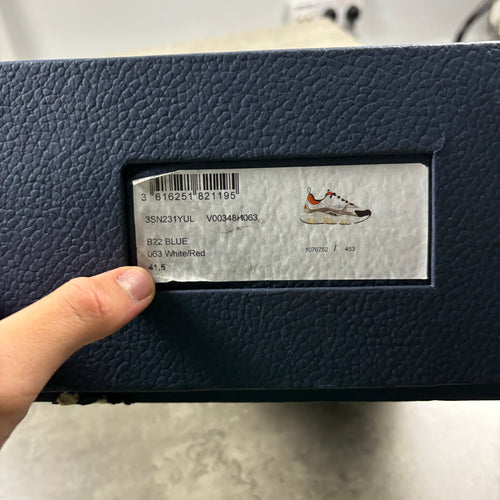 3 616251 821195
3SN231YUL V00348H063
B22 BLUE
063 White/Red
41.5
1076752 / 453